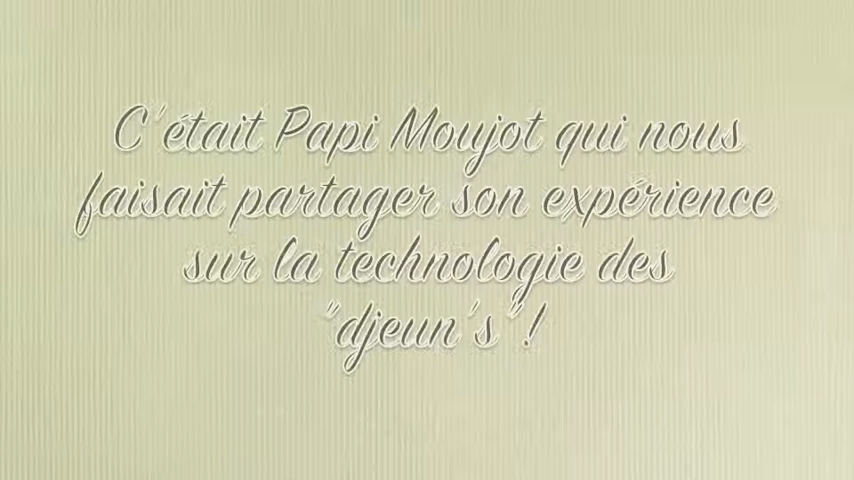 C'était Papi Moujot qui nous
faisait partager son expérience
sur la technologie des
"djeun's"!